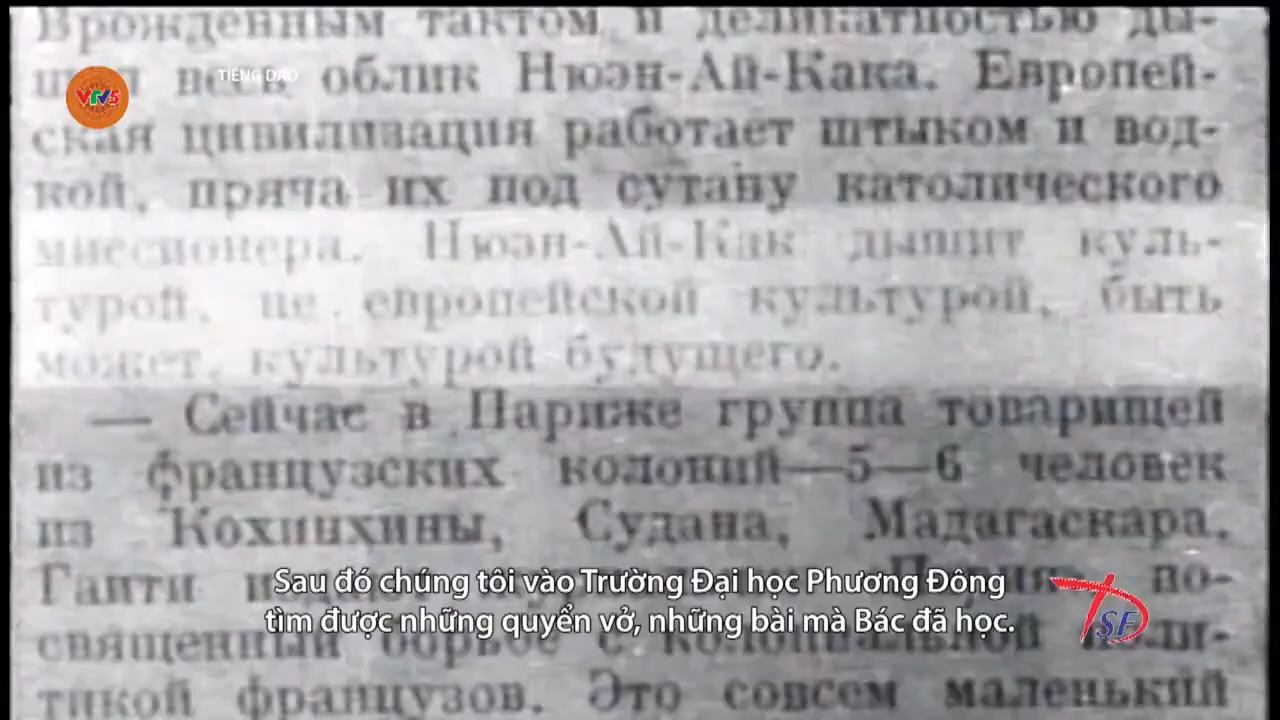 Врожденным тактом и деликатностью ды-
весь облик Нюэн-Ай-Кака. Европей-
ская цивилизация работает штыком и вод-
кой, пряча их под сутану католического
миссионера. Нюэн-Ай-Как дышит куль-
турой, не европейской культурой, быть
может, культурой будущего.
— Сейчас в Париже группа товарищей
из французских колоний—5—6 человек
из Кохинхины, Судана, Мадагаскара,
Гаити по-
священный борьбе с колониальной поли-
тикой французов. Это совсем маленький
VTV5
TIẾNG DAO
Sau đó chúng tôi vào Trường Đại học Phương Đông
tìm được những quyển vở, những bài mà Bác đã học.
TSF